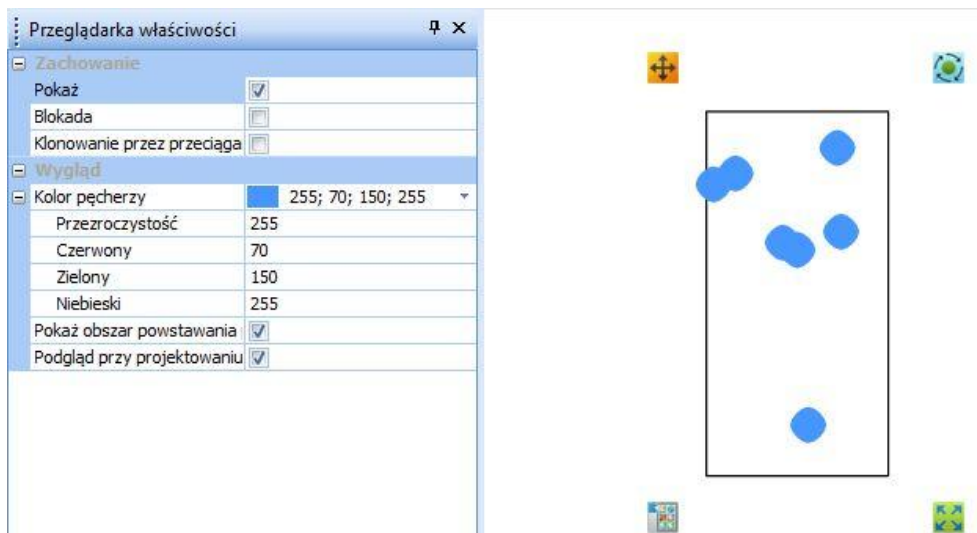 Przeglądarka właściwości
Zachowanie
Pokaż
Blokada
Klonowanie przez przeciąga
Wygląd
Kolor pęcherzy 255; 70; 150; 255
Przezroczystość 255
Czerwony 70
Zielony 150
Niebieski 255
Pokaż obszar powstawania
Podgląd przy projektowaniu